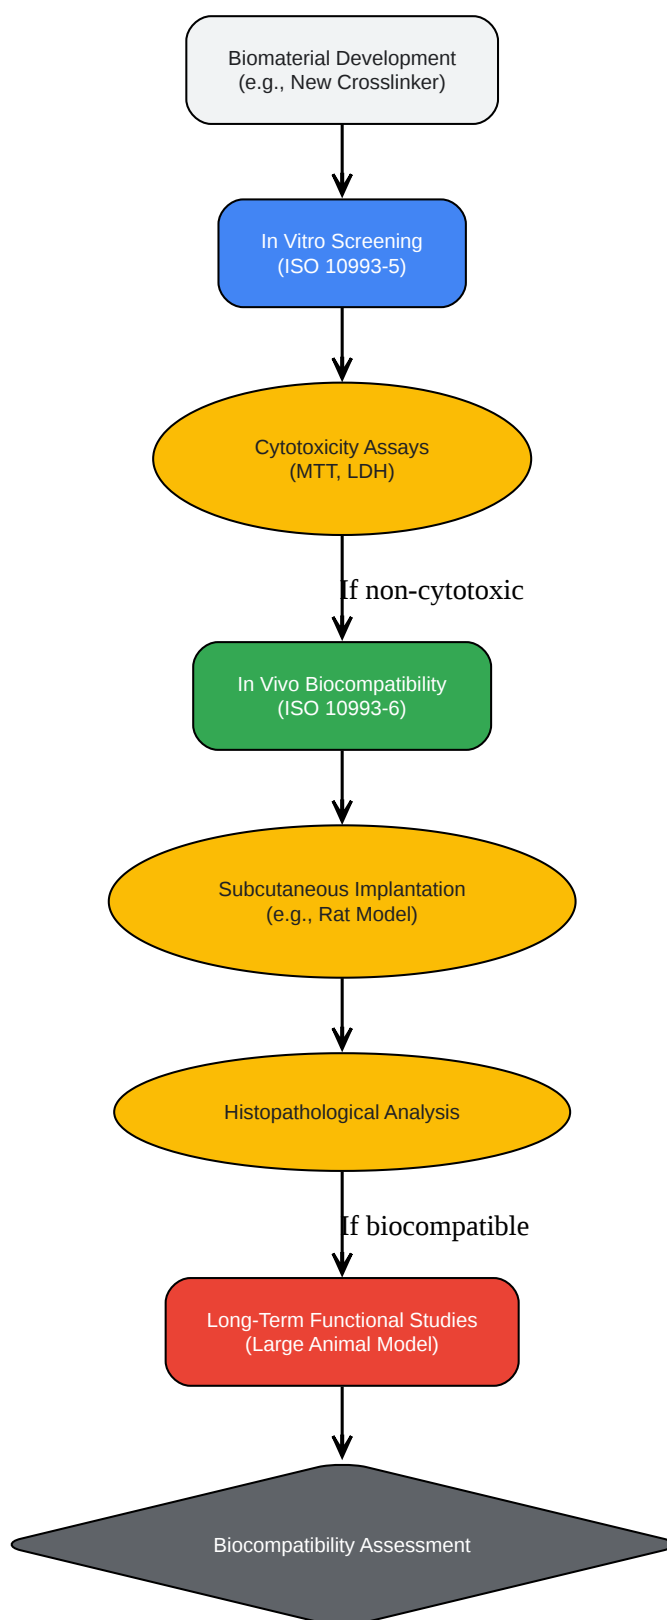 Biomaterial Development
(e.g., New Crosslinker)
In Vitro Screening
(ISO 10993-5)
Cytotoxicity Assays
(MTT, LDH)
If non-cytotoxic
In Vivo Biocompatibility
(ISO 10993-6)
Subcutaneous Implantation
(e.g., Rat Model)
Histopathological Analysis
If biocompatible
Long-Term Functional Studies
(Large Animal Model)
Biocompatibility Assessment